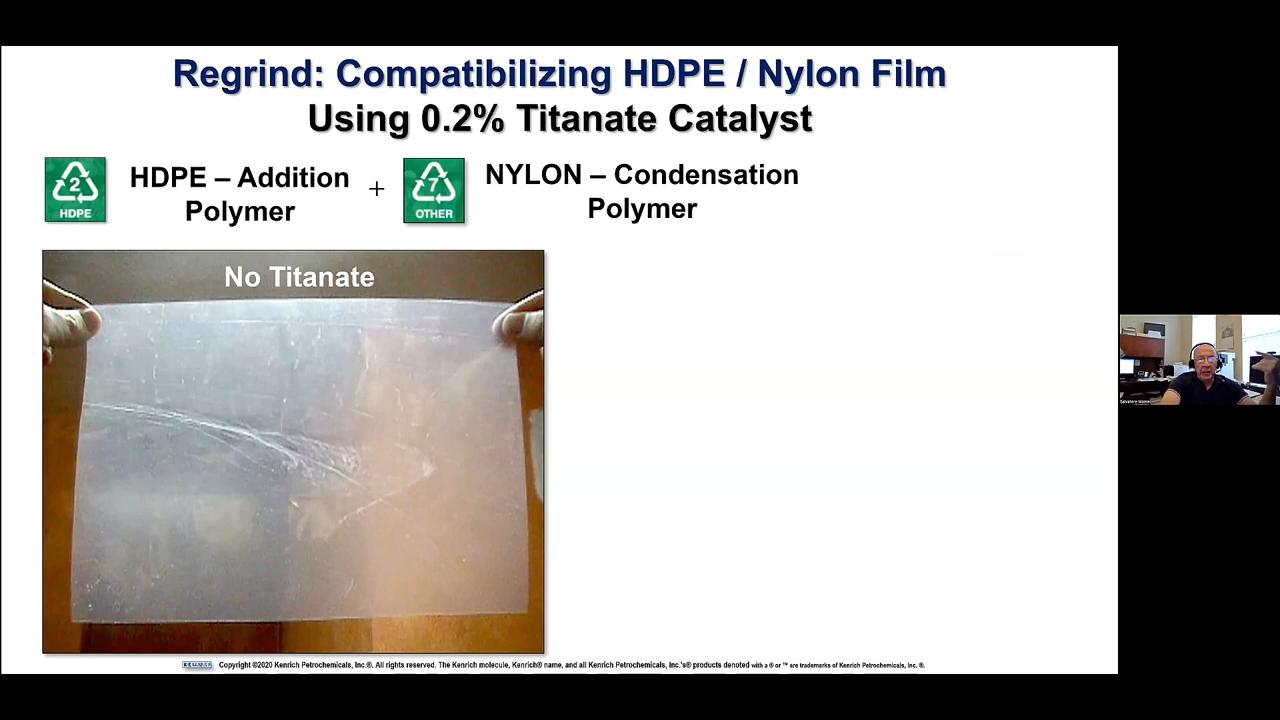 Regrind: Compatibilizing HDPE / Nylon Film
Using 0.2% Titanate Catalyst
2
HDPE
HDPE – Addition
Polymer
+
7
OTHER
NYLON – Condensation
Polymer
No Titanate
Copyright ©2020 Kenrich Petrochemicals, Inc.®. All rights reserved. The Kenrich molecule, Kenrich® name, and all Kenrich Petrochemicals, Inc.'s® products denoted with a ® or ™ are trademarks of Kenrich Petrochemicals, Inc. ®.